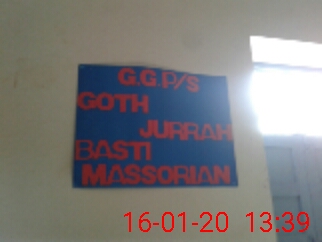 G.G.P/S
GOTH
JURRAH
BASTI
MASSORIAN
16-01-20 13:39